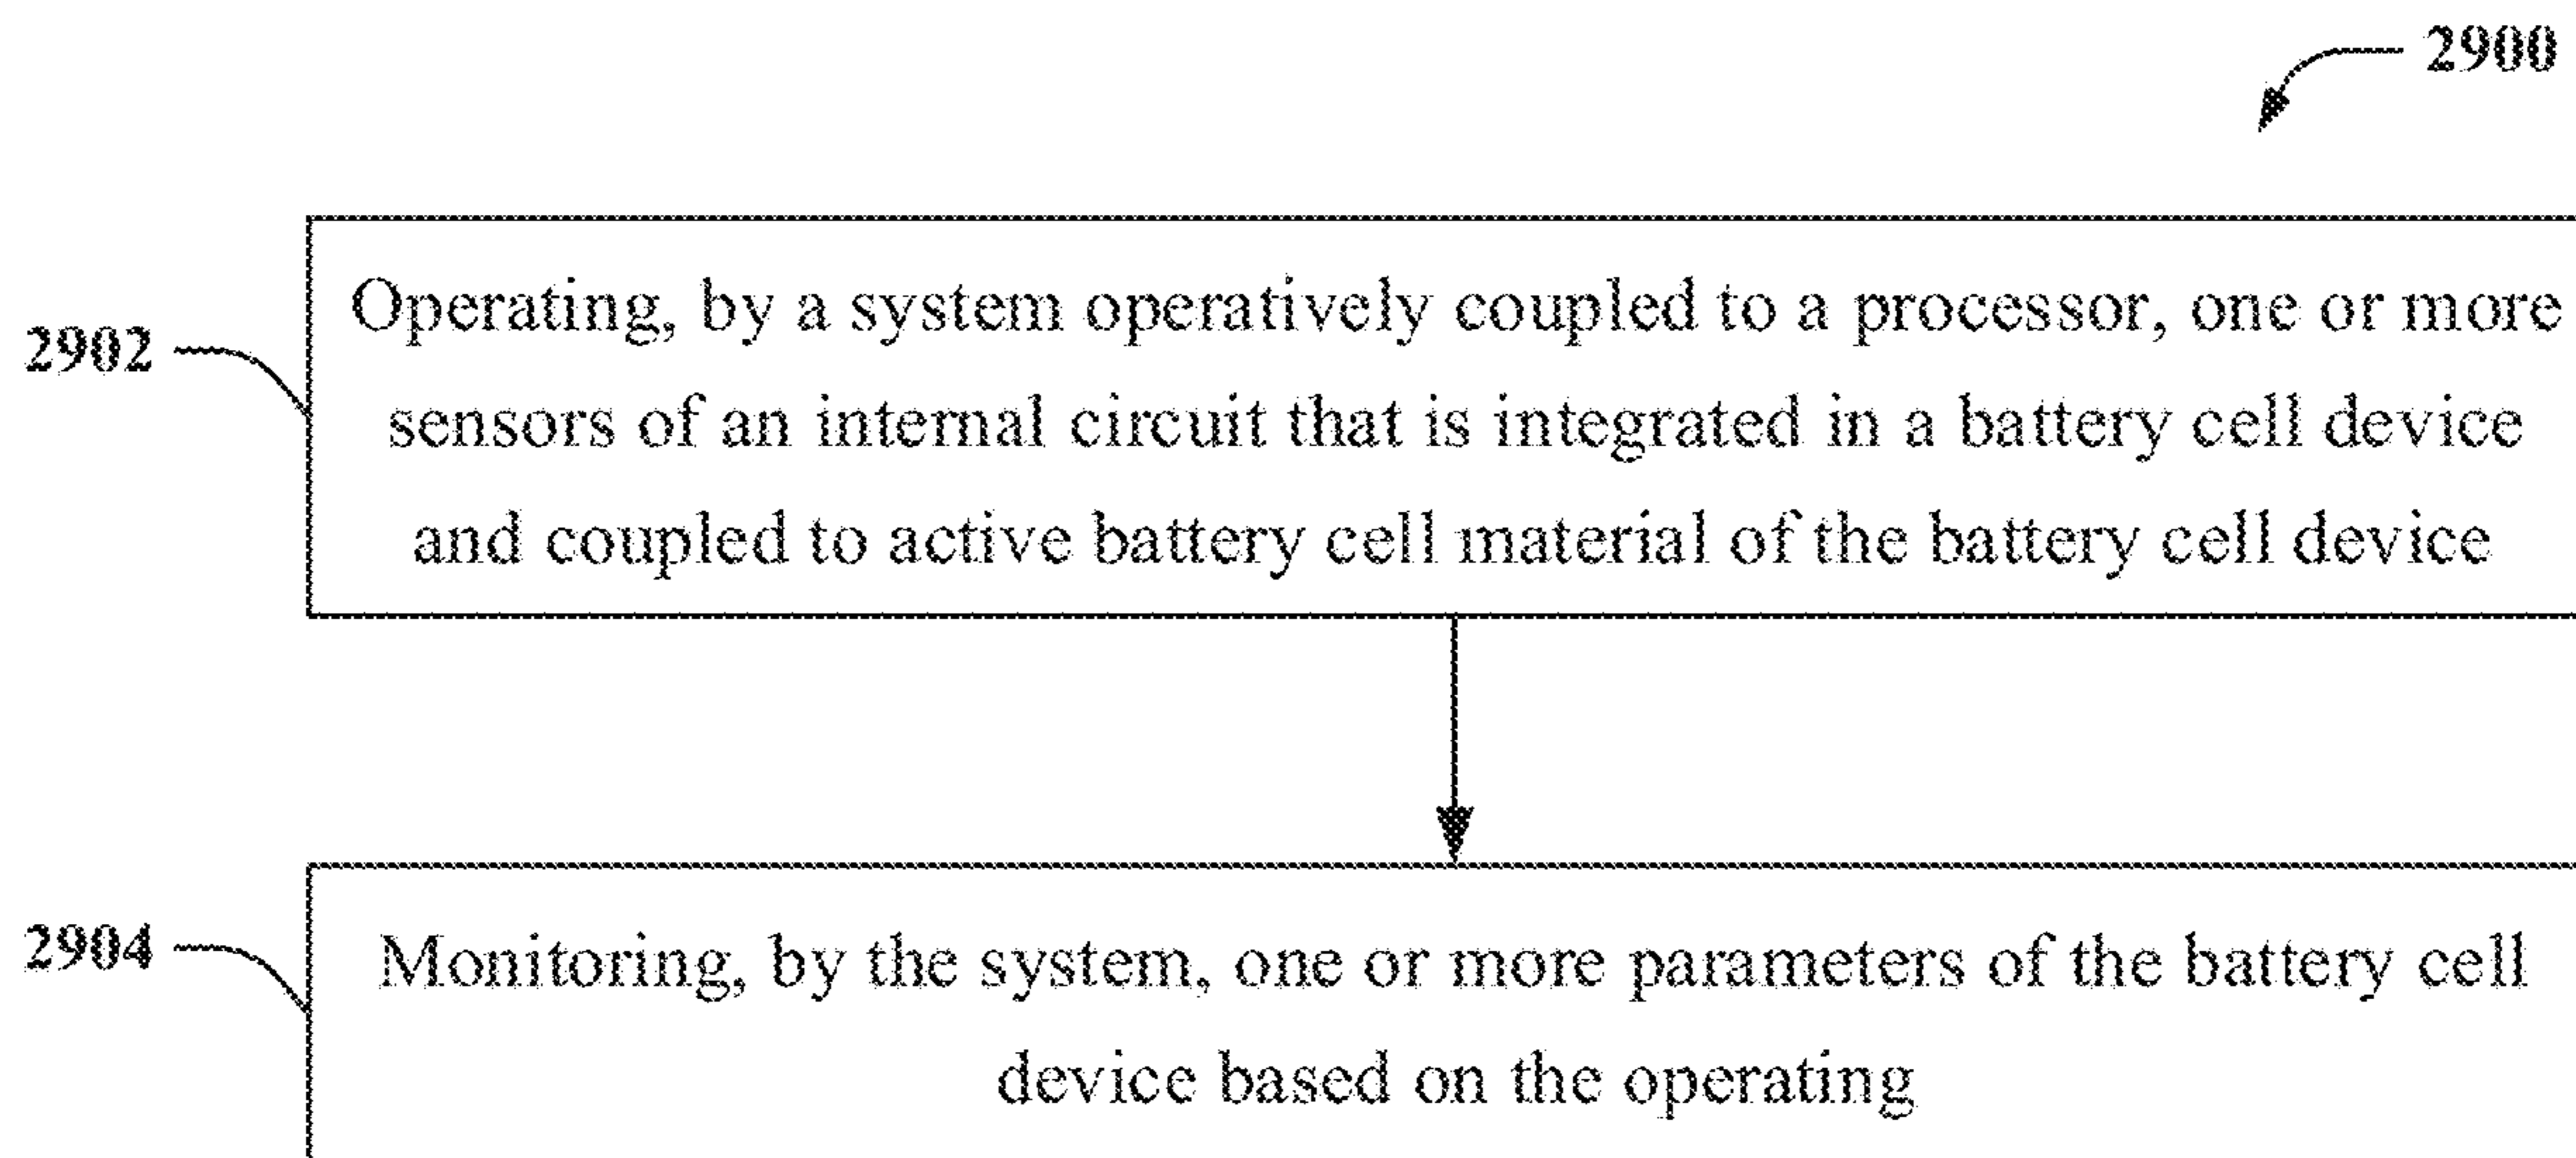 2900
2902
Operating, by a system operatively coupled to a processor, one or more
sensors of an internal circuit that is integrated in a battery cell device
and coupled to active battery cell material of the battery cell device
2904
Monitoring, by the system, one or more parameters of the battery cell
device based on the operating